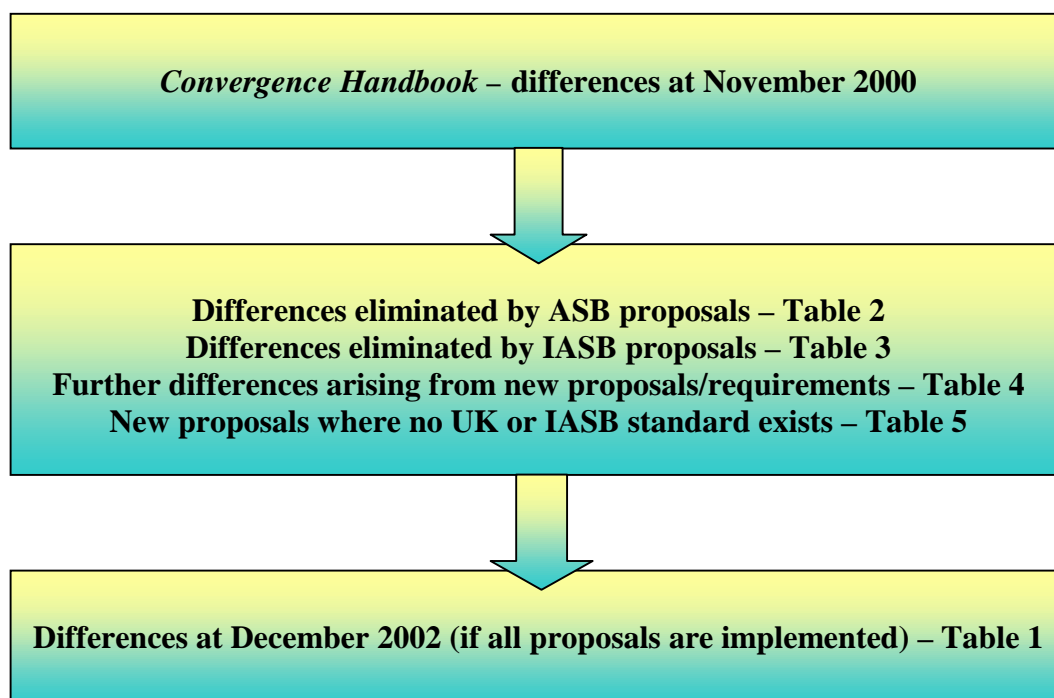 Convergence Handbook – differences at November 2000
Differences eliminated by ASB proposals – Table 2
Differences eliminated by IASB proposals – Table 3
Further differences arising from new proposals/requirements – Table 4
New proposals where no UK or IASB standard exists – Table 5
Differences at December 2002 (if all proposals are implemented) – Table 1